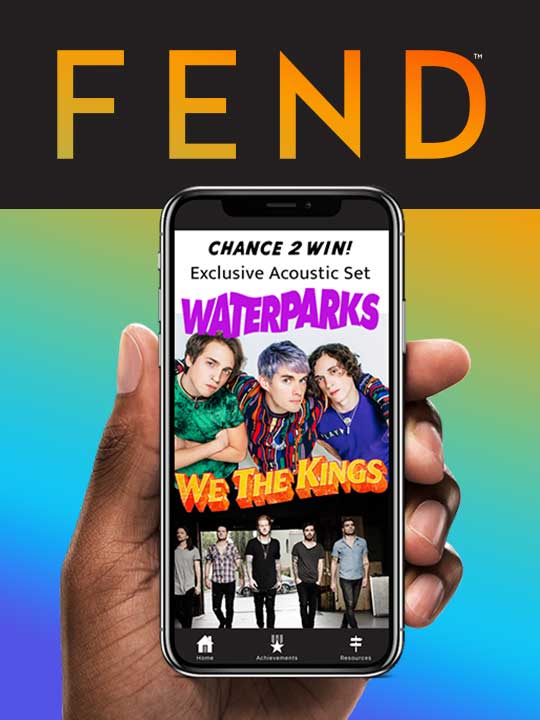 FEND™
CHANCE 2 WIN!
Exclusive Acoustic Set
WATERPARKS
WE THE KINGS
Home Achievements Resources